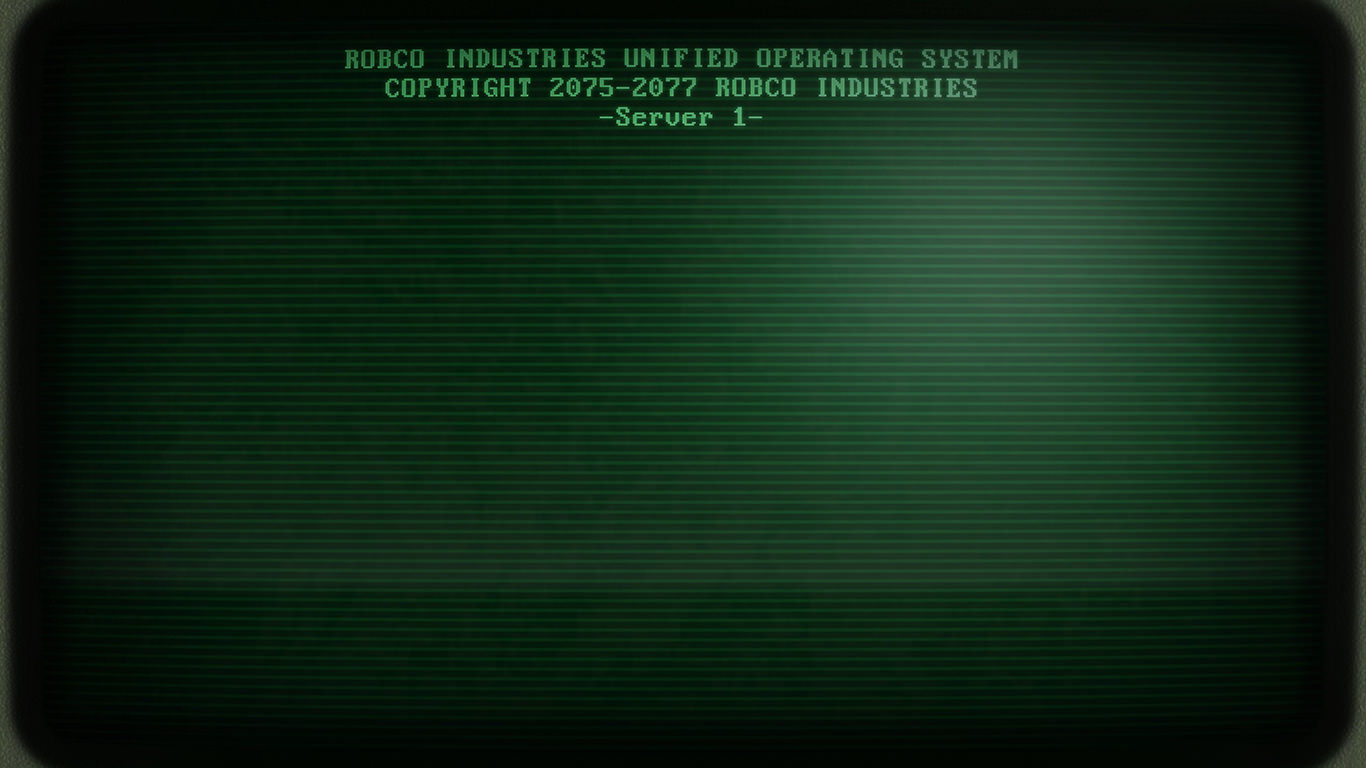 ROBCO INDUSTRIES UNIFIED OPERATING SYSTEM
COPYRIGHT 2075-2077 ROBCO INDUSTRIES
-Server 1-